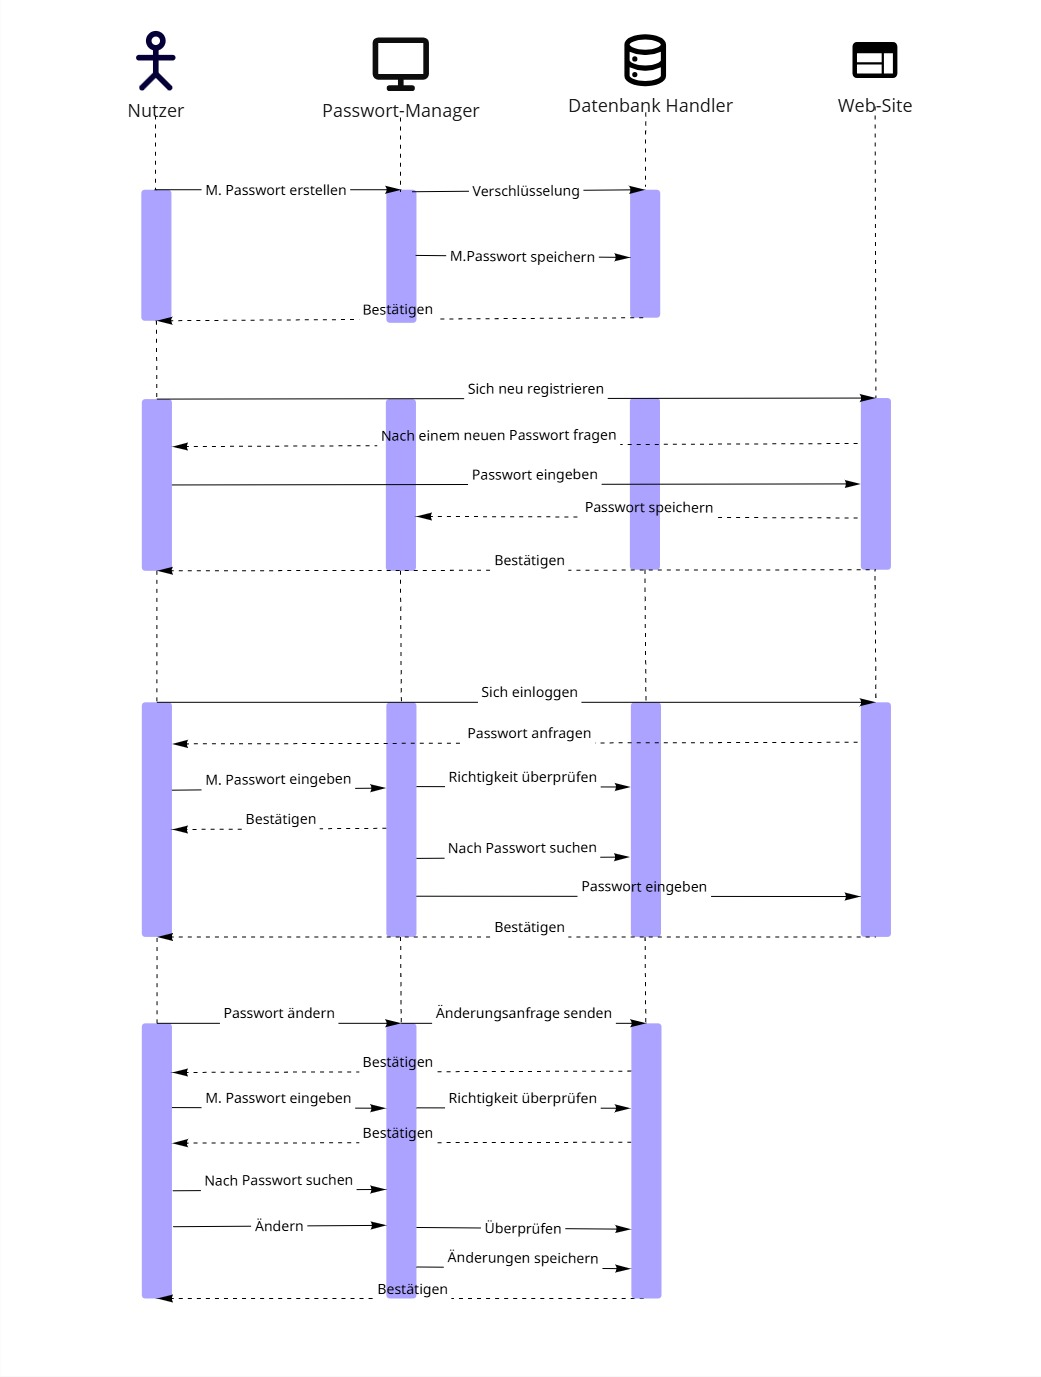 Nutzer
Passwort-Manager
Datenbank Handler
Web-Site
M. Passwort erstellen
Verschlüsselung
M.Passwort speichern
Bestätigen
Sich neu registrieren
Nach einem neuen Passwort fragen
Passwort eingeben
Passwort speichern
Bestätigen
Sich einloggen
Passwort anfragen
M. Passwort eingeben
Richtigkeit überprüfen
Bestätigen
Nach Passwort suchen
Passwort eingeben
Bestätigen
Passwort ändern
Änderungsanfrage senden
Bestätigen
M. Passwort eingeben
Richtigkeit überprüfen
Bestätigen
Nach Passwort suchen
Ändern
Überprüfen
Änderungen speichern
Bestätigen